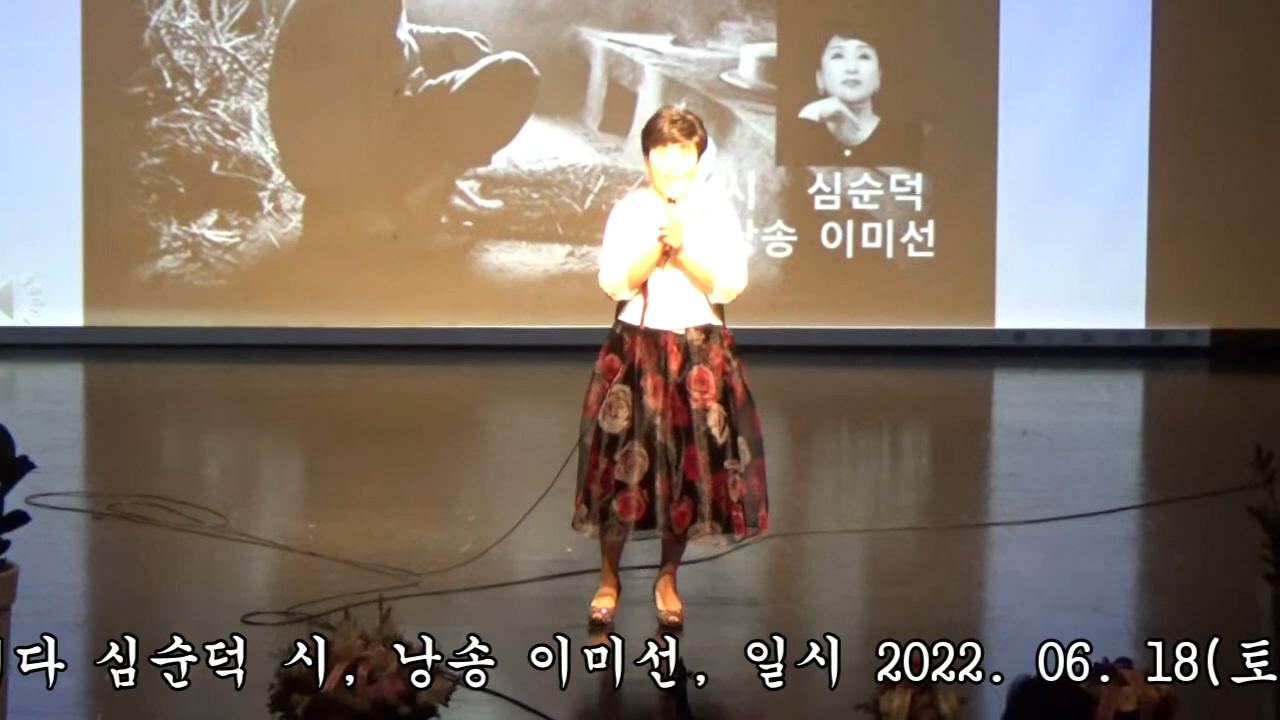 시 심순덕
낭송 이미선
다 심순덕 시, 낭송 이미선, 일시 2022. 06. 18(토